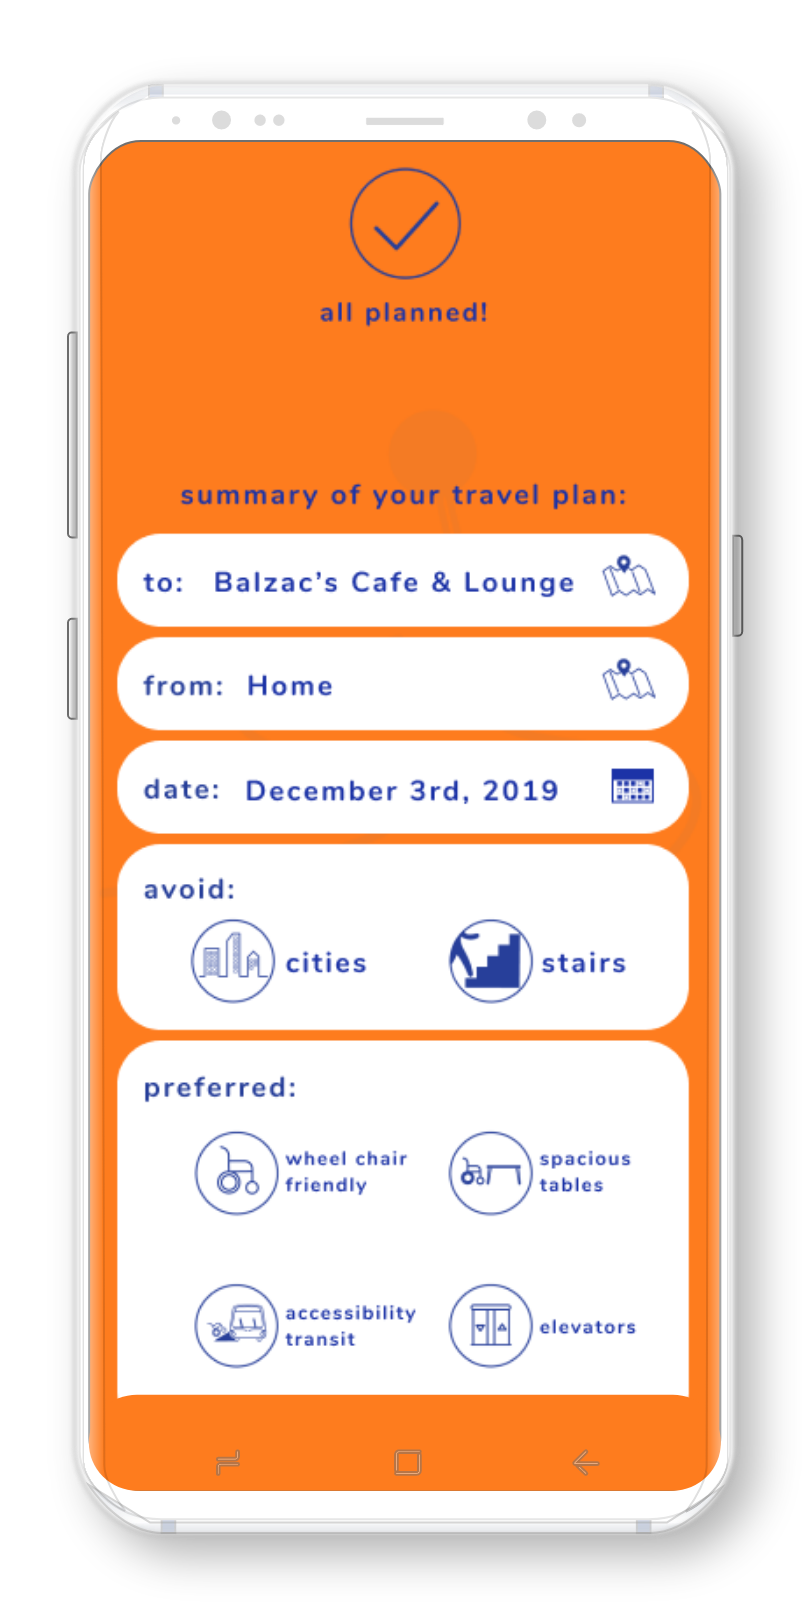 all planned!
summary of your travel plan:
to: Balzac’s Cafe & Lounge
from: Home
date: December 3rd, 2019
avoid:
cities
stairs
preferred:
wheel chair
friendly
spacious
tables
accessibility
transit
elevators